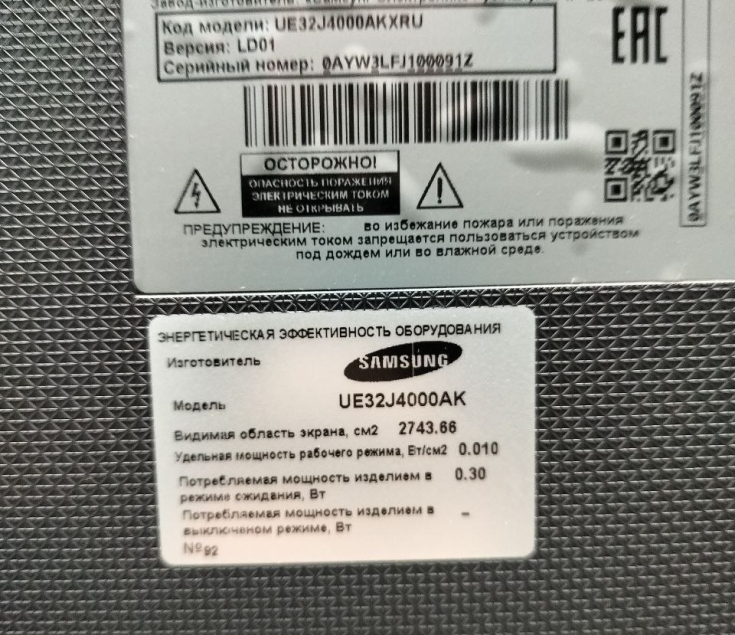 Завод-изготовитель:
Код модели: UE32J4000AKXRU
Версия: LD01
Серийный номер: 0AYW3LFJ100091Z
EAC
0AYW3LFJ100091Z
ОСТОРОЖНО!
ОПАСНОСТЬ ПОРАЖЕНИЯ
ЭЛЕКТРИЧЕСКИМ ТОКОМ
НЕ ОТКРЫВАТЬ
ПРЕДУПРЕЖДЕНИЕ: во избежание пожара или поражения
электрическим током запрещается пользоваться устройством
под дождем или во влажной среде.
ЭНЕРГЕТИЧЕСКАЯ ЭФФЕКТИВНОСТЬ ОБОРУДОВАНИЯ
Изготовитель SAMSUNG
Модель UE32J4000AK
Видимая область экрана, см2 2743.66
Удельная мощность рабочего режима, Вт/см2 0.010
Потребляемая мощность изделием в 0.30
режиме ожидания, Вт
Потребляемая мощность изделием в –
выключеном режиме, Вт
№92